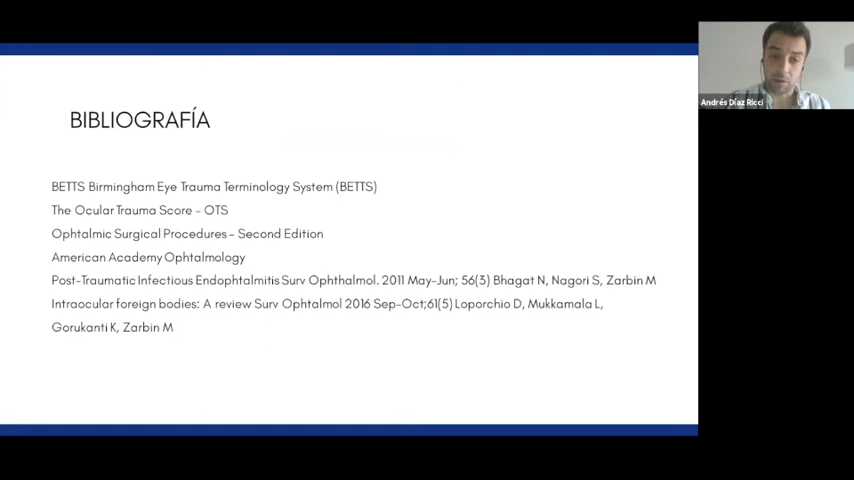 BIBLIOGRAFÍA
BETTS Birmingham Eye Trauma Terminology System (BETTS)
The Ocular Trauma Score - OTS
Ophtalmic Surgical Procedures - Second Edition
American Academy Ophtalmology
Post-Traumatic Infectious Endophtalmitis Surv Ophthalmol. 2011 May-Jun; 56(3) Bhagat N, Nagori S, Zarbin M
Intraocular foreign bodies: A review Surv Ophtalmol 2016 Sep-Oct;61(5) Loporchio D, Mukkamala L,
Gorukanti K, Zarbin M
Andrés Díaz Ricci